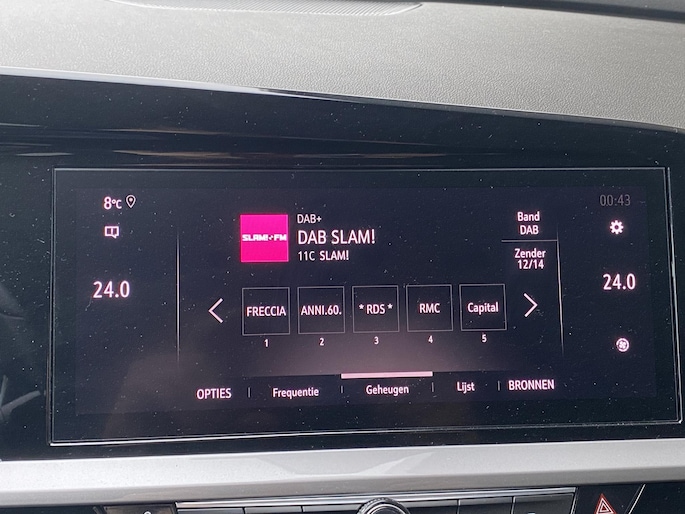 8°C
00:43
24.0
SLAM!+FM
DAB+
DAB SLAM!
11C SLAM!
Band
DAB
Zender
12/14
24.0
FRECCIA
ANNI.60.
* RDS *
RMC
Capital
1
2
3
4
5
OPTIES
Frequentie
Geheugen
Lijst
BRONNEN